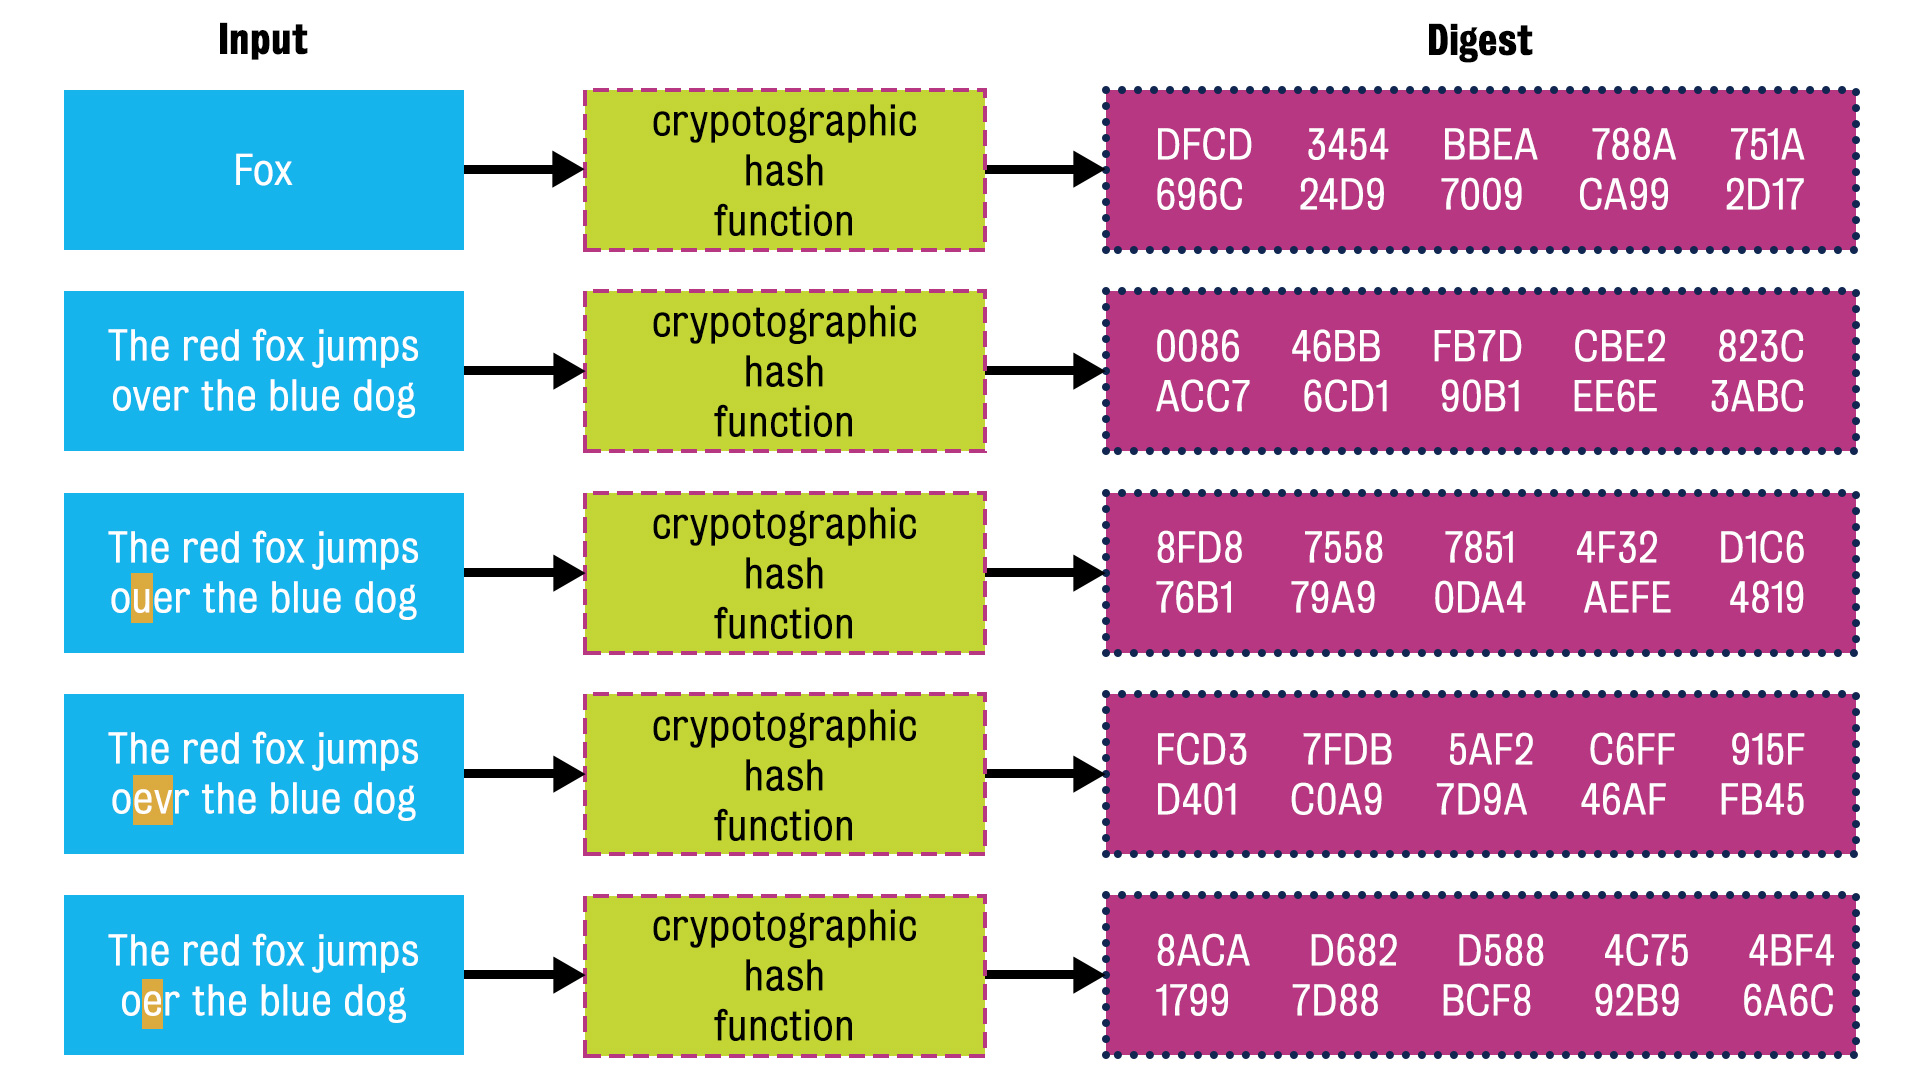 Input
Digest
Fox
crypotographic
hash
function
DFCD 3454 BBEA 788A 751A
696C 24D9 7009 CA99 2D17
The red fox jumps
over the blue dog
crypotographic
hash
function
0086 46BB FB7D CBE2 823C
ACC7 6CD1 90B1 EE6E 3ABC
The red fox jumps
ouer the blue dog
crypotographic
hash
function
8FD8 7558 7851 4F32 D1C6
76B1 79A9 0DA4 AEFE 4819
The red fox jumps
oevr the blue dog
crypotographic
hash
function
FCD3 7FDB 5AF2 C6FF 915F
D401 C0A9 7D9A 46AF FB45
The red fox jumps
oer the blue dog
crypotographic
hash
function
8ACA D682 D588 4C75 4BF4
1799 7D88 BCF8 92B9 6A6C